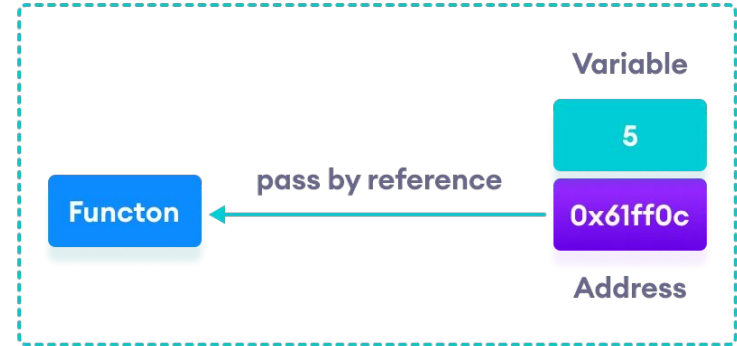 Variable
5
pass by reference
Functon
0x61ff0c
Address